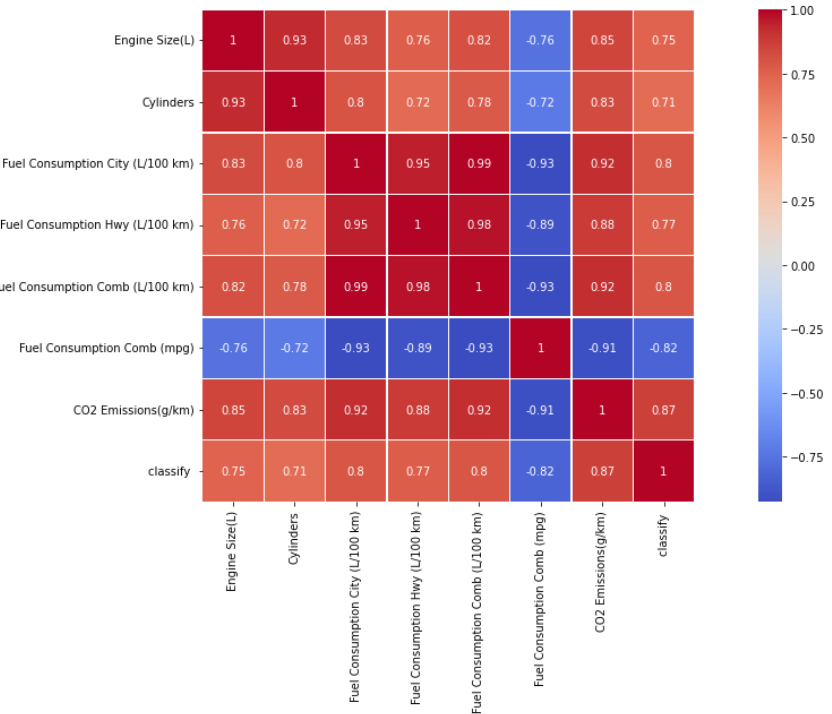 Engine Size(L) 1 0.93 0.83 0.76 0.82 -0.76 0.85 0.75
Cylinders 0.93 1 0.8 0.72 0.78 -0.72 0.83 0.71
Fuel Consumption City (L/100 km) 0.83 0.8 1 0.95 0.99 -0.93 0.92 0.8
Fuel Consumption Hwy (L/100 km) 0.76 0.72 0.95 1 0.98 -0.89 0.88 0.77
uel Consumption Comb (L/100 km) 0.82 0.78 0.99 0.98 1 -0.93 0.92 0.8
Fuel Consumption Comb (mpg) -0.76 -0.72 -0.93 -0.89 -0.93 1 -0.91 -0.82
CO2 Emissions(g/km) 0.85 0.83 0.92 0.88 0.92 -0.91 1 0.87
classify 0.75 0.71 0.8 0.77 0.8 -0.82 0.87 1
Engine Size(L)
Cylinders
Fuel Consumption City (L/100 km)
Fuel Consumption Hwy (L/100 km)
Fuel Consumption Comb (L/100 km)
Fuel Consumption Comb (mpg)
CO2 Emissions(g/km)
classify
1.00
0.75
0.50
0.25
0.00
−0.25
−0.50
−0.75